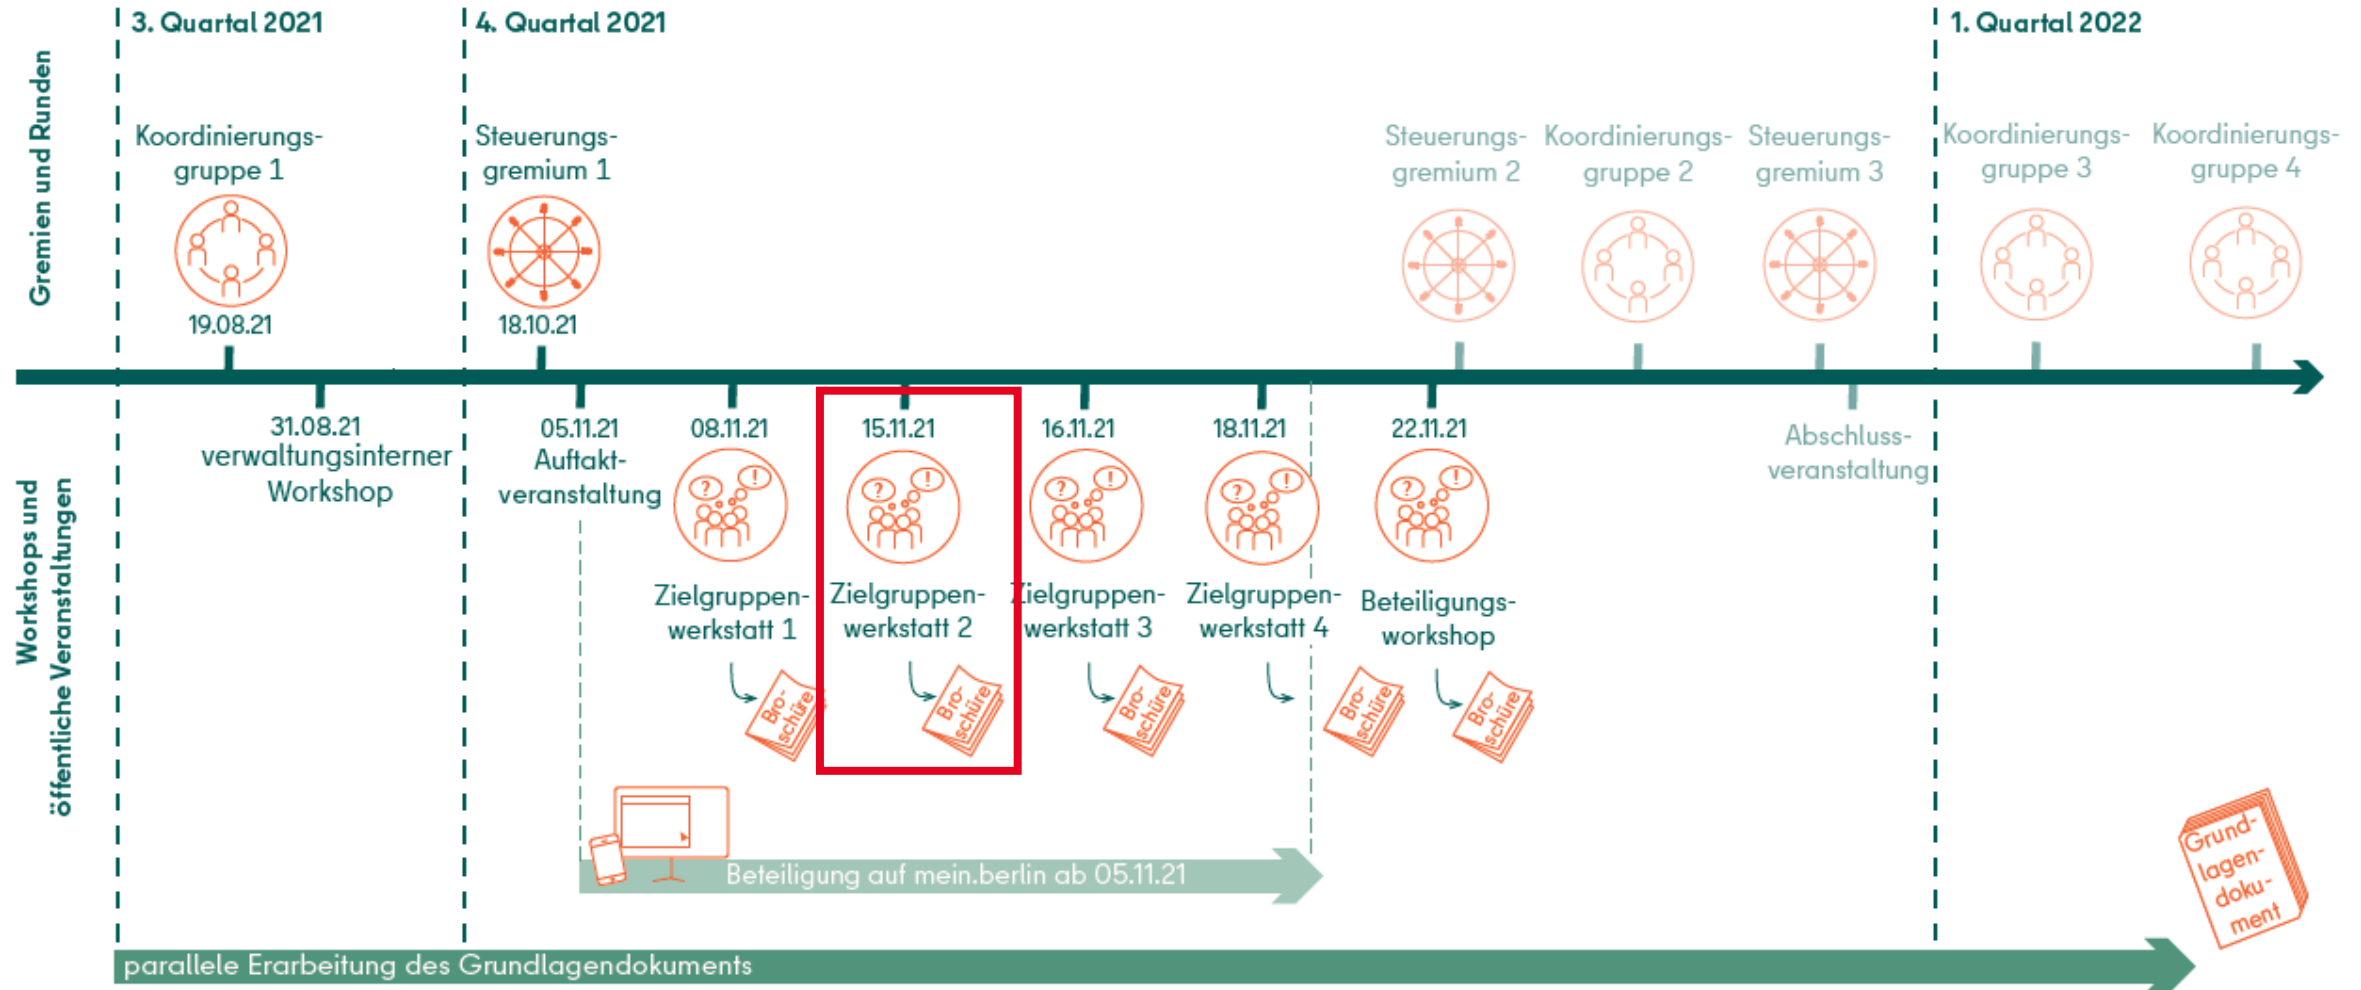 3. Quartal 2021
4. Quartal 2021
1. Quartal 2022
Gremien und Runden
Koordinierungs-
gruppe 1
19.08.21
Steuerungs-
gremium 1
18.10.21
Steuerungs-
gremium 2
Koordinierungs-
gruppe 2
Steuerungs-
gremium 3
Koordinierungs-
gruppe 3
Koordinierungs-
gruppe 4
Workshops und
öffentliche Veranstaltungen
31.08.21
verwaltungsinterner
Workshop
05.11.21
Auftakt-
veranstaltung
08.11.21
?
!
Zielgruppen-
werkstatt 1
Bro-
schüre
15.11.21
?
!
Zielgruppen-
werkstatt 2
Bro-
schüre
16.11.21
?
!
Zielgruppen-
werkstatt 3
Bro-
schüre
18.11.21
?
!
Zielgruppen-
werkstatt 4
Bro-
schüre
22.11.21
?
!
Beteiligungs-
workshop
Bro-
schüre
Abschluss-
veranstaltung
Beteiligung auf mein.berlin ab 05.11.21
Grund-
lagen-
doku-
ment
parallele Erarbeitung des Grundlagendokuments